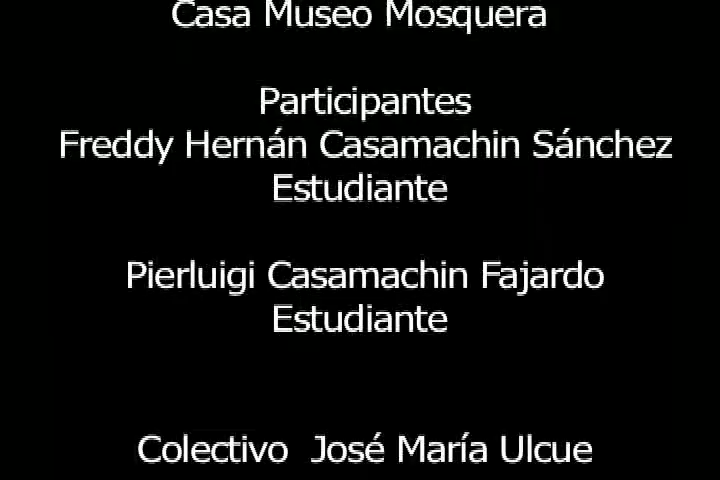 Casa Museo Mosquera
Participantes
Freddy Hernán Casamachin Sánchez
Estudiante
Pierluigi Casamachin Fajardo
Estudiante
Colectivo José María Ulcue